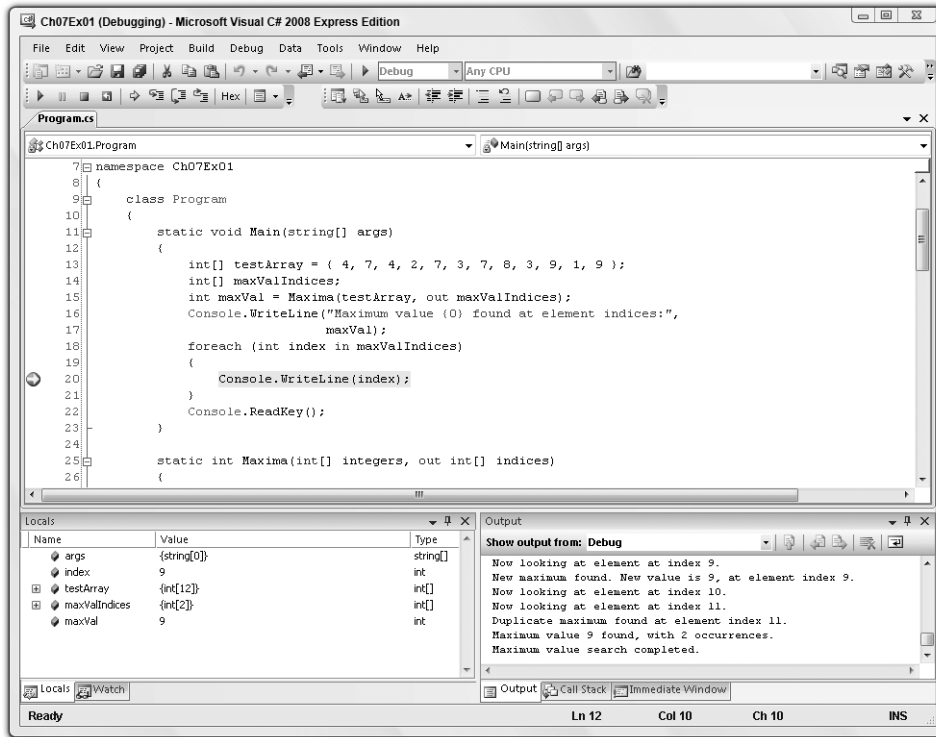 Ch07Ex01 (Debugging) - Microsoft Visual C# 2008 Express Edition
File Edit View Project Build Debug Data Tools Window Help
Debug Any CPU
Hex
Program.cs
Ch07Ex01.Program Main(string[] args)
7 namespace Ch07Ex01
8 {
9 class Program
10 {
11 static void Main(string[] args)
12 {
13 int[] testArray = { 4, 7, 4, 2, 7, 3, 7, 8, 3, 9, 1, 9 };
14 int[] maxValIndices;
15 int maxVal = Maxima(testArray, out maxValIndices);
16 Console.WriteLine("Maximum value {0} found at element indices:",
17 maxVal);
18 foreach (int index in maxValIndices)
19 {
20 Console.WriteLine(index);
21 }
22 Console.ReadKey();
23 }
24
25 static int Maxima(int[] integers, out int[] indices)
26 {
Locals
Name Value Type
args {string[0]} string[]
index 9 int
testArray {int[12]} int[]
maxValIndices {int[2]} int[]
maxVal 9 int
Locals Watch
Output
Show output from: Debug
Now looking at element at index 9.
New maximum found. New value is 9, at element index 9.
Now looking at element at index 10.
Now looking at element at index 11.
Duplicate maximum found at element index 11.
Maximum value 9 found, with 2 occurrences.
Maximum value search completed.
Output Call Stack Immediate Window
Ready Ln 12 Col 10 Ch 10 INS